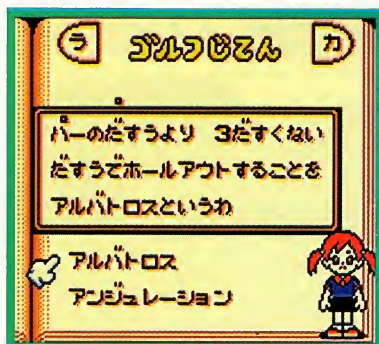 ラ ゴルフじてん カ
パーのだすうより 3だすくない
だすうでホールアウトすることを
アルバトロスというわ
アルバトロス
アンジュレーション